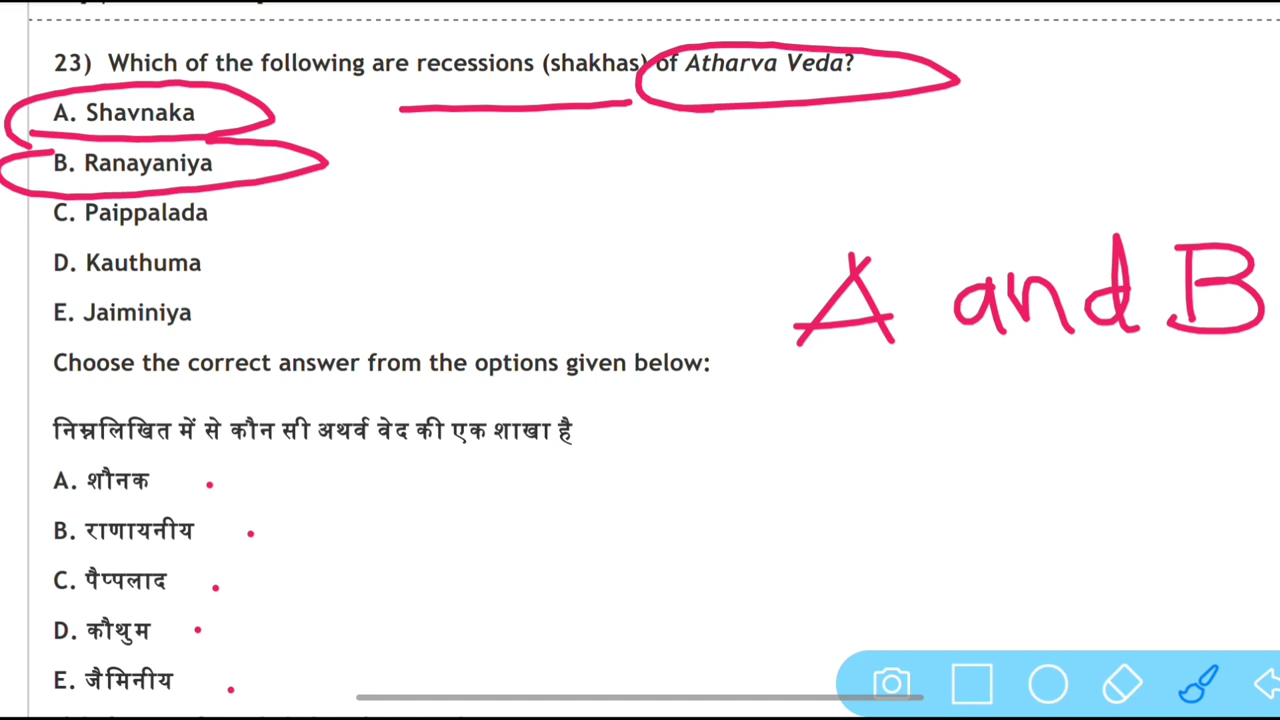 23) Which of the following are recessions (shakhas) of Atharva Veda?
A. Shavnaka
B. Ranayaniya
C. Paippalada
D. Kauthuma
E. Jaiminiya
A and B
Choose the correct answer from the options given below:
निम्नलिखित में से कौन सी अथर्व वेद की एक शाखा है
A. शौनक
B. राणायनीय
C. पैप्पलाद
D. कौथुम
E. जैमिनीय